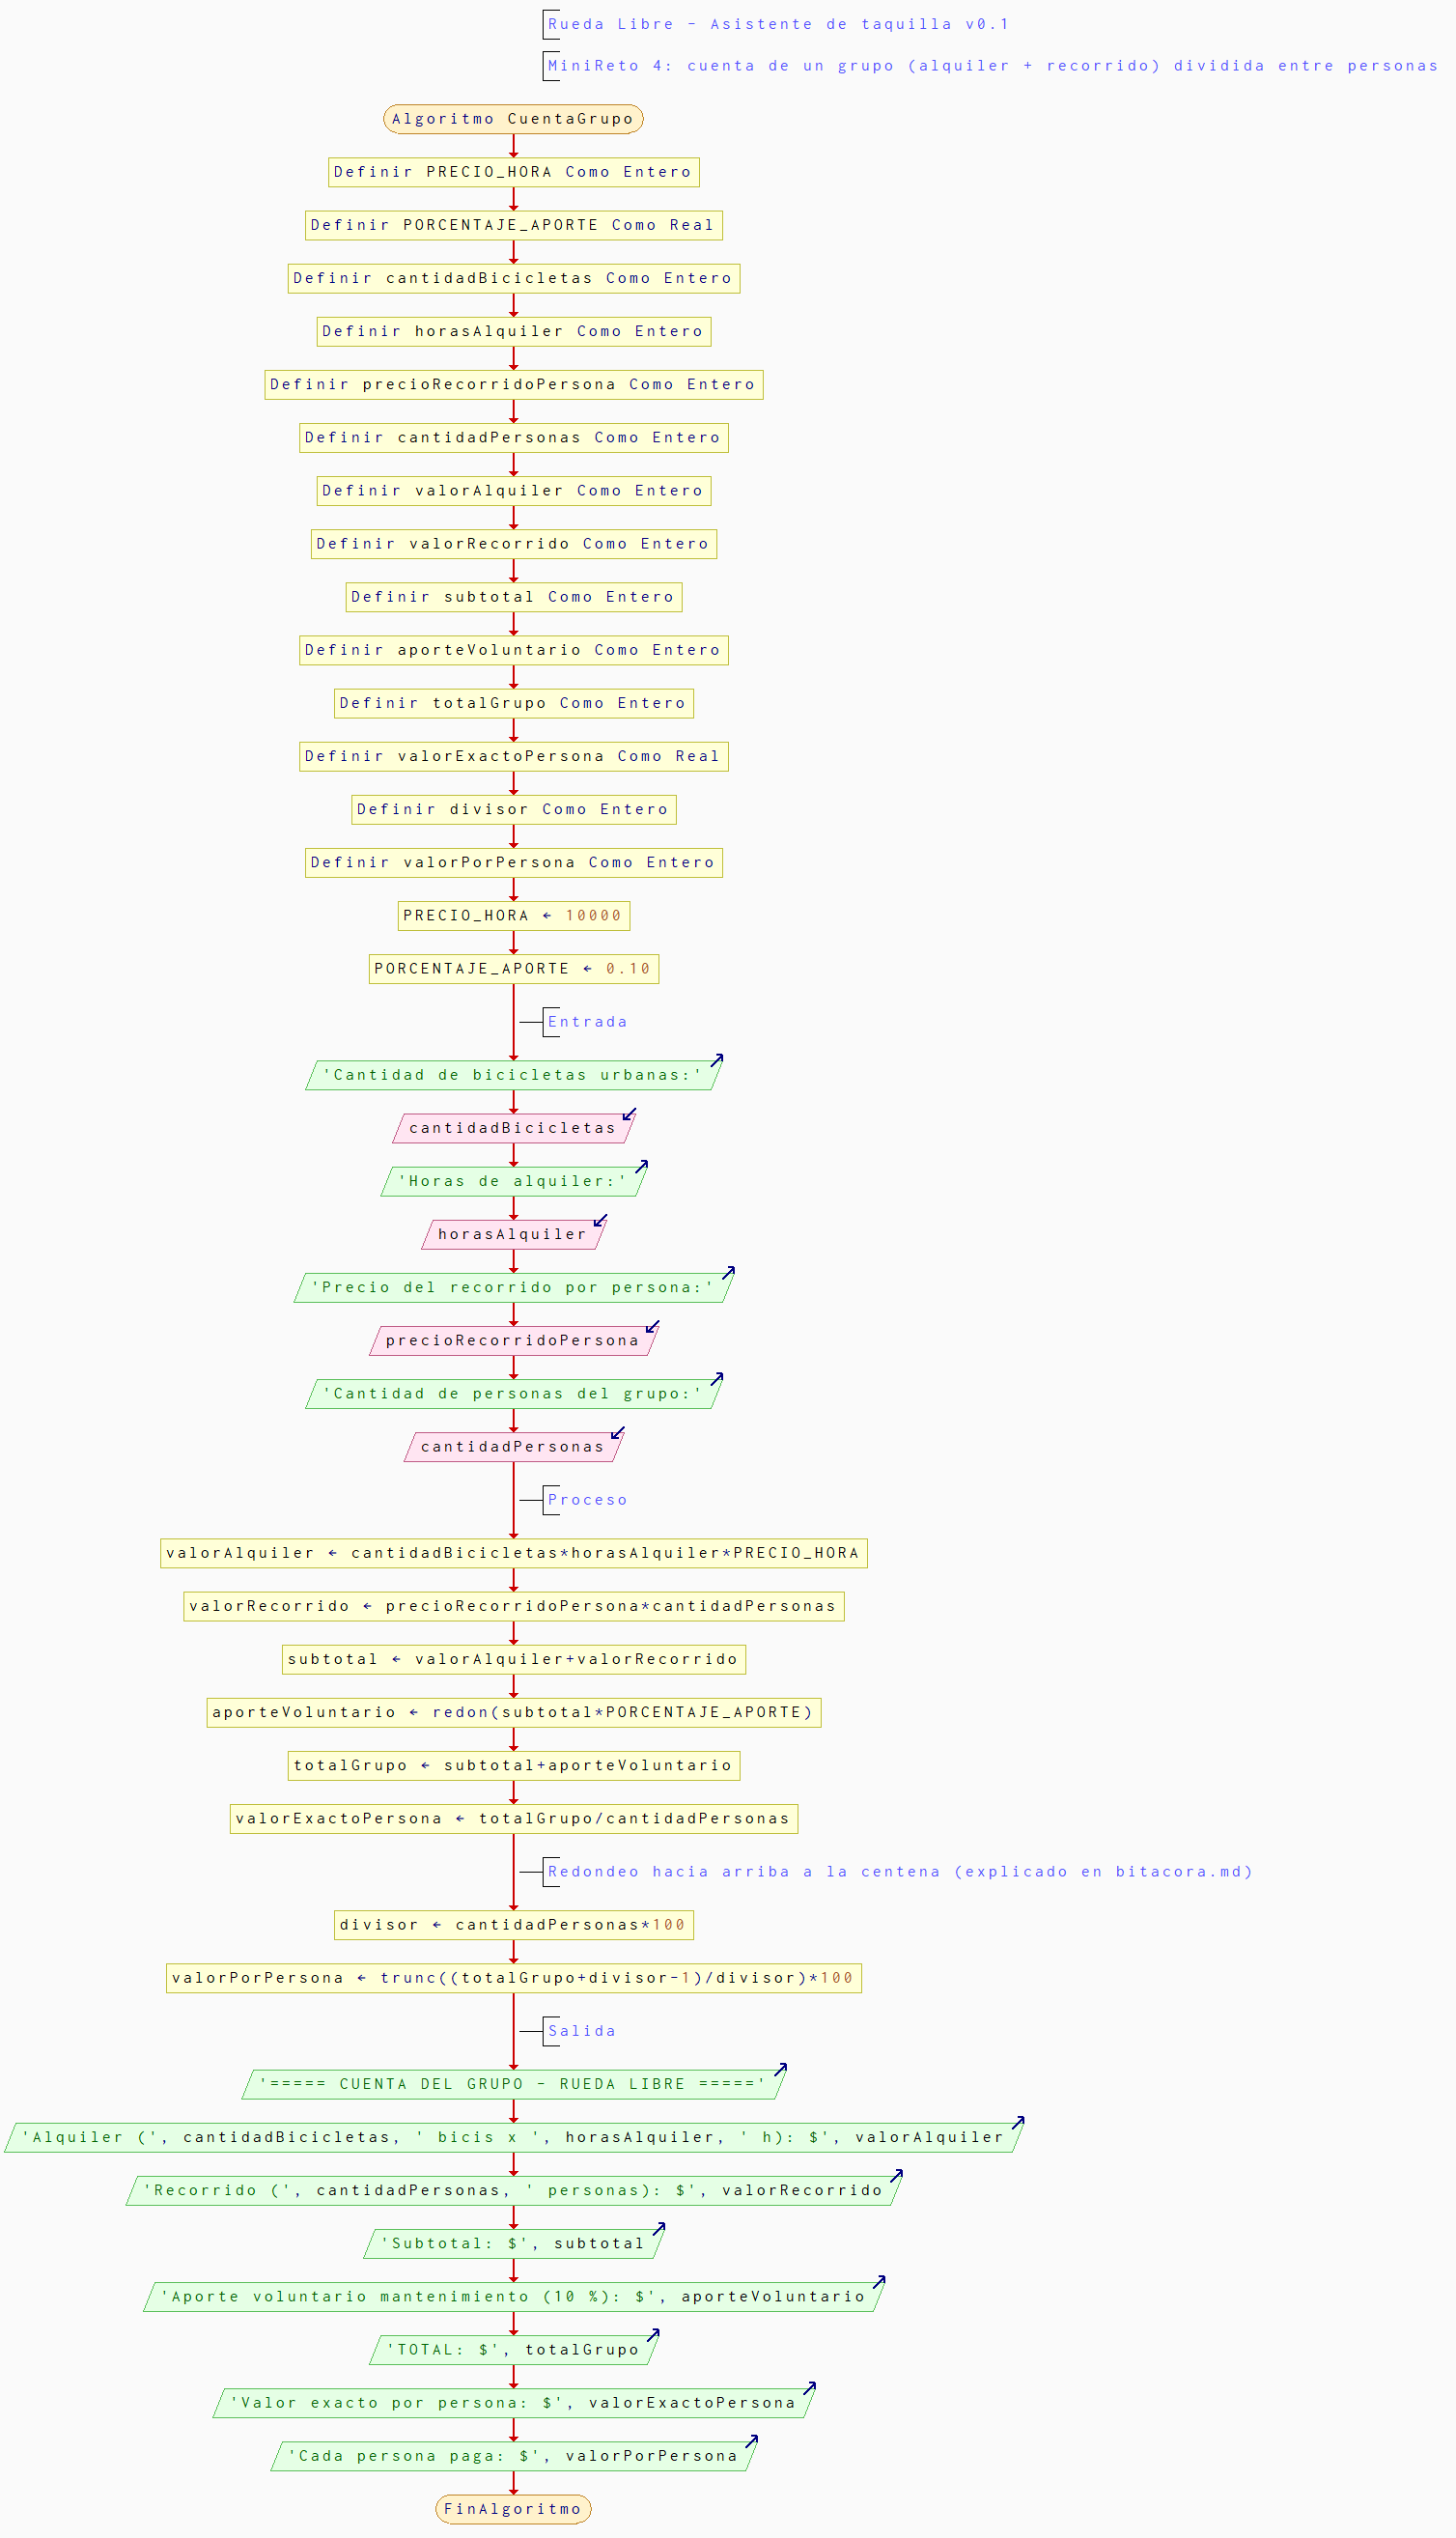 Rueda Libre - Asistente de taquilla v0.1
MiniReto 4: cuenta de un grupo (alquiler + recorrido) dividida entre personas
Algoritmo CuentaGrupo
Definir PRECIO_HORA Como Entero
Definir PORCENTAJE_APORTE Como Real
Definir cantidadBicicletas Como Entero
Definir horasAlquiler Como Entero
Definir precioRecorridoPersona Como Entero
Definir cantidadPersonas Como Entero
Definir valorAlquiler Como Entero
Definir valorRecorrido Como Entero
Definir subtotal Como Entero
Definir aporteVoluntario Como Entero
Definir totalGrupo Como Entero
Definir valorExactoPersona Como Real
Definir divisor Como Entero
Definir valorPorPersona Como Entero
PRECIO_HORA ← 10000
PORCENTAJE_APORTE ← 0.10
Entrada
'Cantidad de bicicletas urbanas:'
cantidadBicicletas
'Horas de alquiler:'
horasAlquiler
'Precio del recorrido por persona:'
precioRecorridoPersona
'Cantidad de personas del grupo:'
cantidadPersonas
Proceso
valorAlquiler ← cantidadBicicletas*horasAlquiler*PRECIO_HORA
valorRecorrido ← precioRecorridoPersona*cantidadPersonas
subtotal ← valorAlquiler+valorRecorrido
aporteVoluntario ← redon(subtotal*PORCENTAJE_APORTE)
totalGrupo ← subtotal+aporteVoluntario
valorExactoPersona ← totalGrupo/cantidadPersonas
Redondeo hacia arriba a la centena (explicado en bitacora.md)
divisor ← cantidadPersonas*100
valorPorPersona ← trunc((totalGrupo+divisor-1)/divisor)*100
Salida
'===== CUENTA DEL GRUPO - RUEDA LIBRE ====='
'Alquiler (', cantidadBicicletas, ' bicis x ', horasAlquiler, ' h): $', valorAlquiler
'Recorrido (', cantidadPersonas, ' personas): $', valorRecorrido
'Subtotal: $', subtotal
'Aporte voluntario mantenimiento (10 %): $', aporteVoluntario
'TOTAL: $', totalGrupo
'Valor exacto por persona: $', valorExactoPersona
'Cada persona paga: $', valorPorPersona
FinAlgoritmo